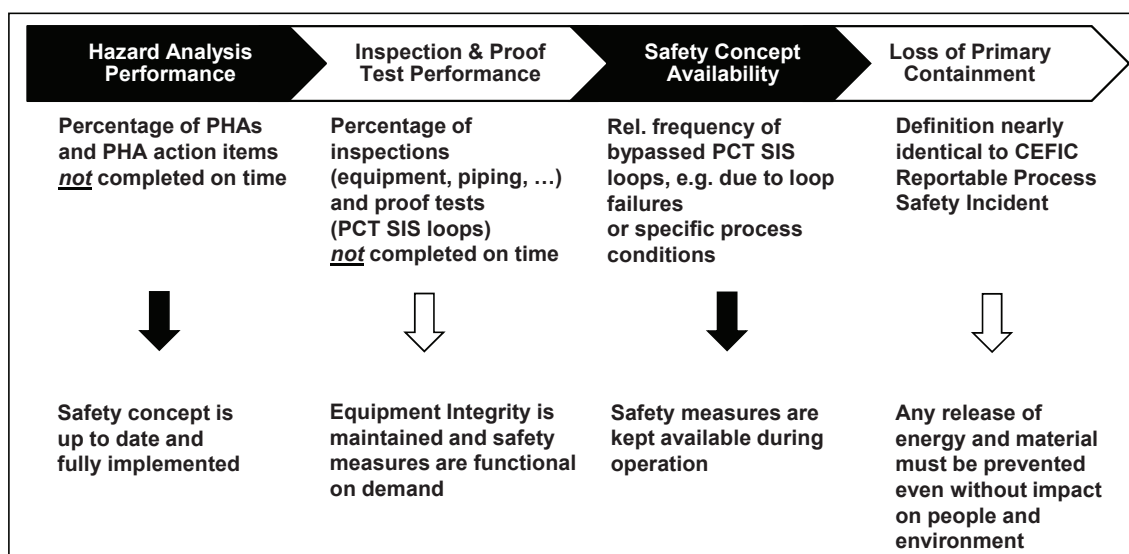 Hazard Analysis
Performance
Inspection & Proof
Test Performance
Safety Concept
Availability
Loss of Primary
Containment
Percentage of PHAs
and PHA action items
not completed on time
Percentage of
inspections
(equipment, piping, …)
and proof tests
(PCT SIS loops)
not completed on time
Rel. frequency of
bypassed PCT SIS
loops, e.g. due to loop
failures
or specific process
conditions
Definition nearly
identical to CEFIC
Reportable Process
Safety Incident
Safety concept is
up to date and
fully implemented
Equipment Integrity is
maintained and safety
measures are functional
on demand
Safety measures are
kept available during
operation
Any release of
energy and material
must be prevented
even without impact
on people and
environment